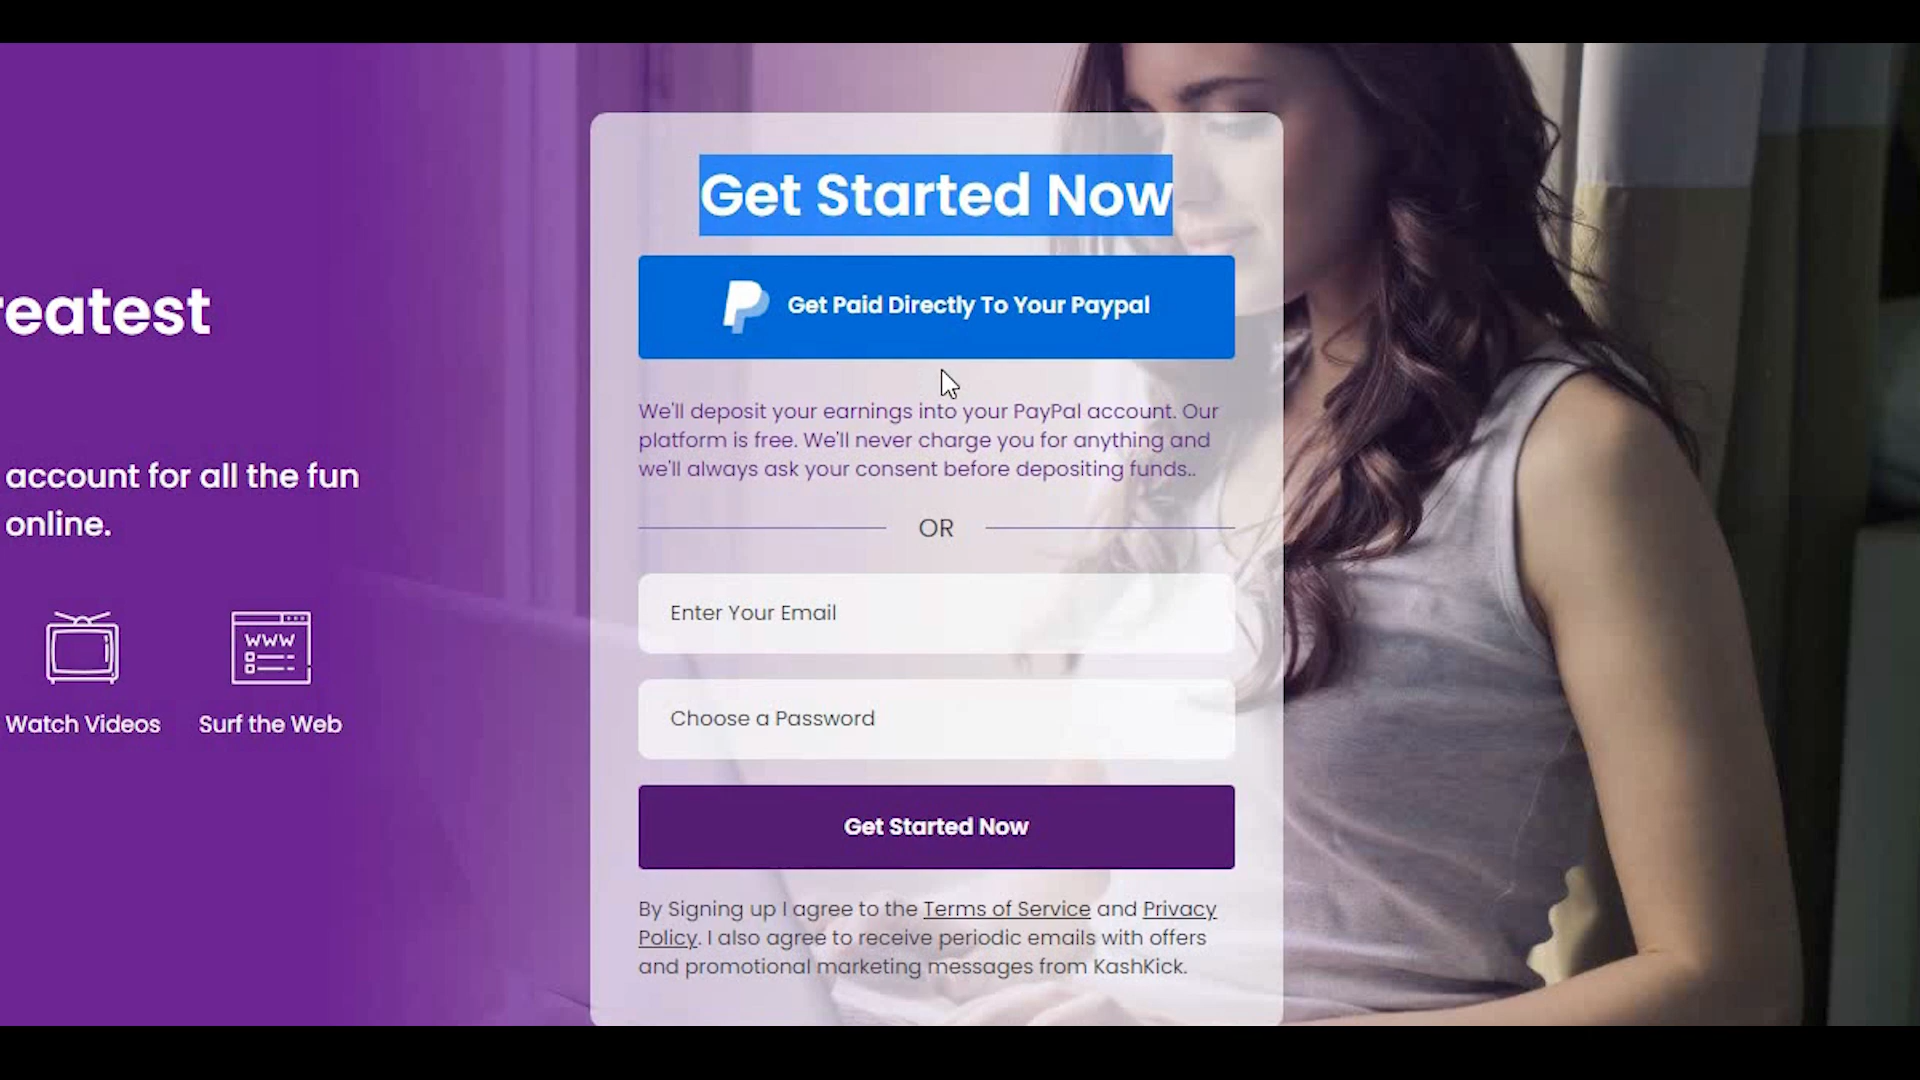 reatest
account for all the fun
online.
Watch Videos
WWW
Surf the Web
Get Started Now
Get Paid Directly To Your Paypal
We'll deposit your earnings into your PayPal account. Our
platform is free. We'll never charge you for anything and
we'll always ask your consent before depositing funds..
OR
Enter Your Email
Choose a Password
Get Started Now
By Signing up I agree to the Terms of Service and Privacy
Policy. I also agree to receive periodic emails with offers
and promotional marketing messages from KashKick.